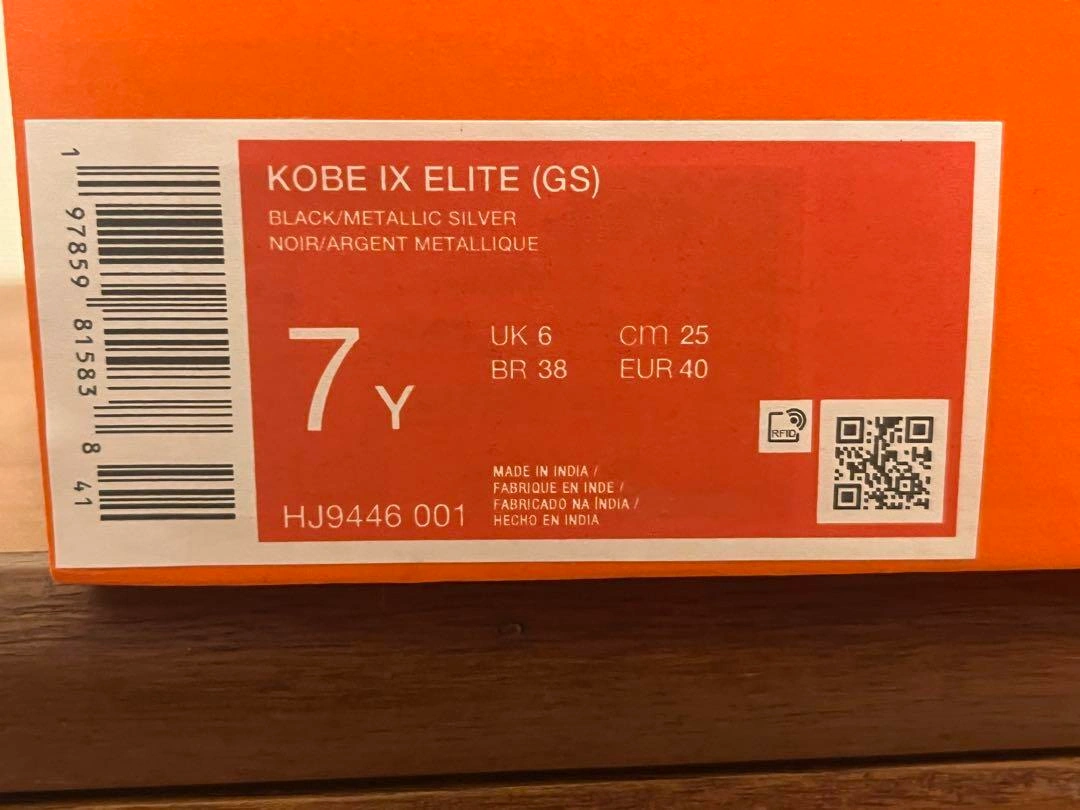 KOBE IX ELITE (GS)
BLACK/METALLIC SILVER
NOIR/ARGENT METALLIQUE
7 Y
UK 6 cm 25
BR 38 EUR 40
RFID
MADE IN INDIA /
FABRIQUE EN INDE /
FABRICADO NA ÍNDIA /
HECHO EN INDIA
HJ9446 001
1 97859 81583 8 41